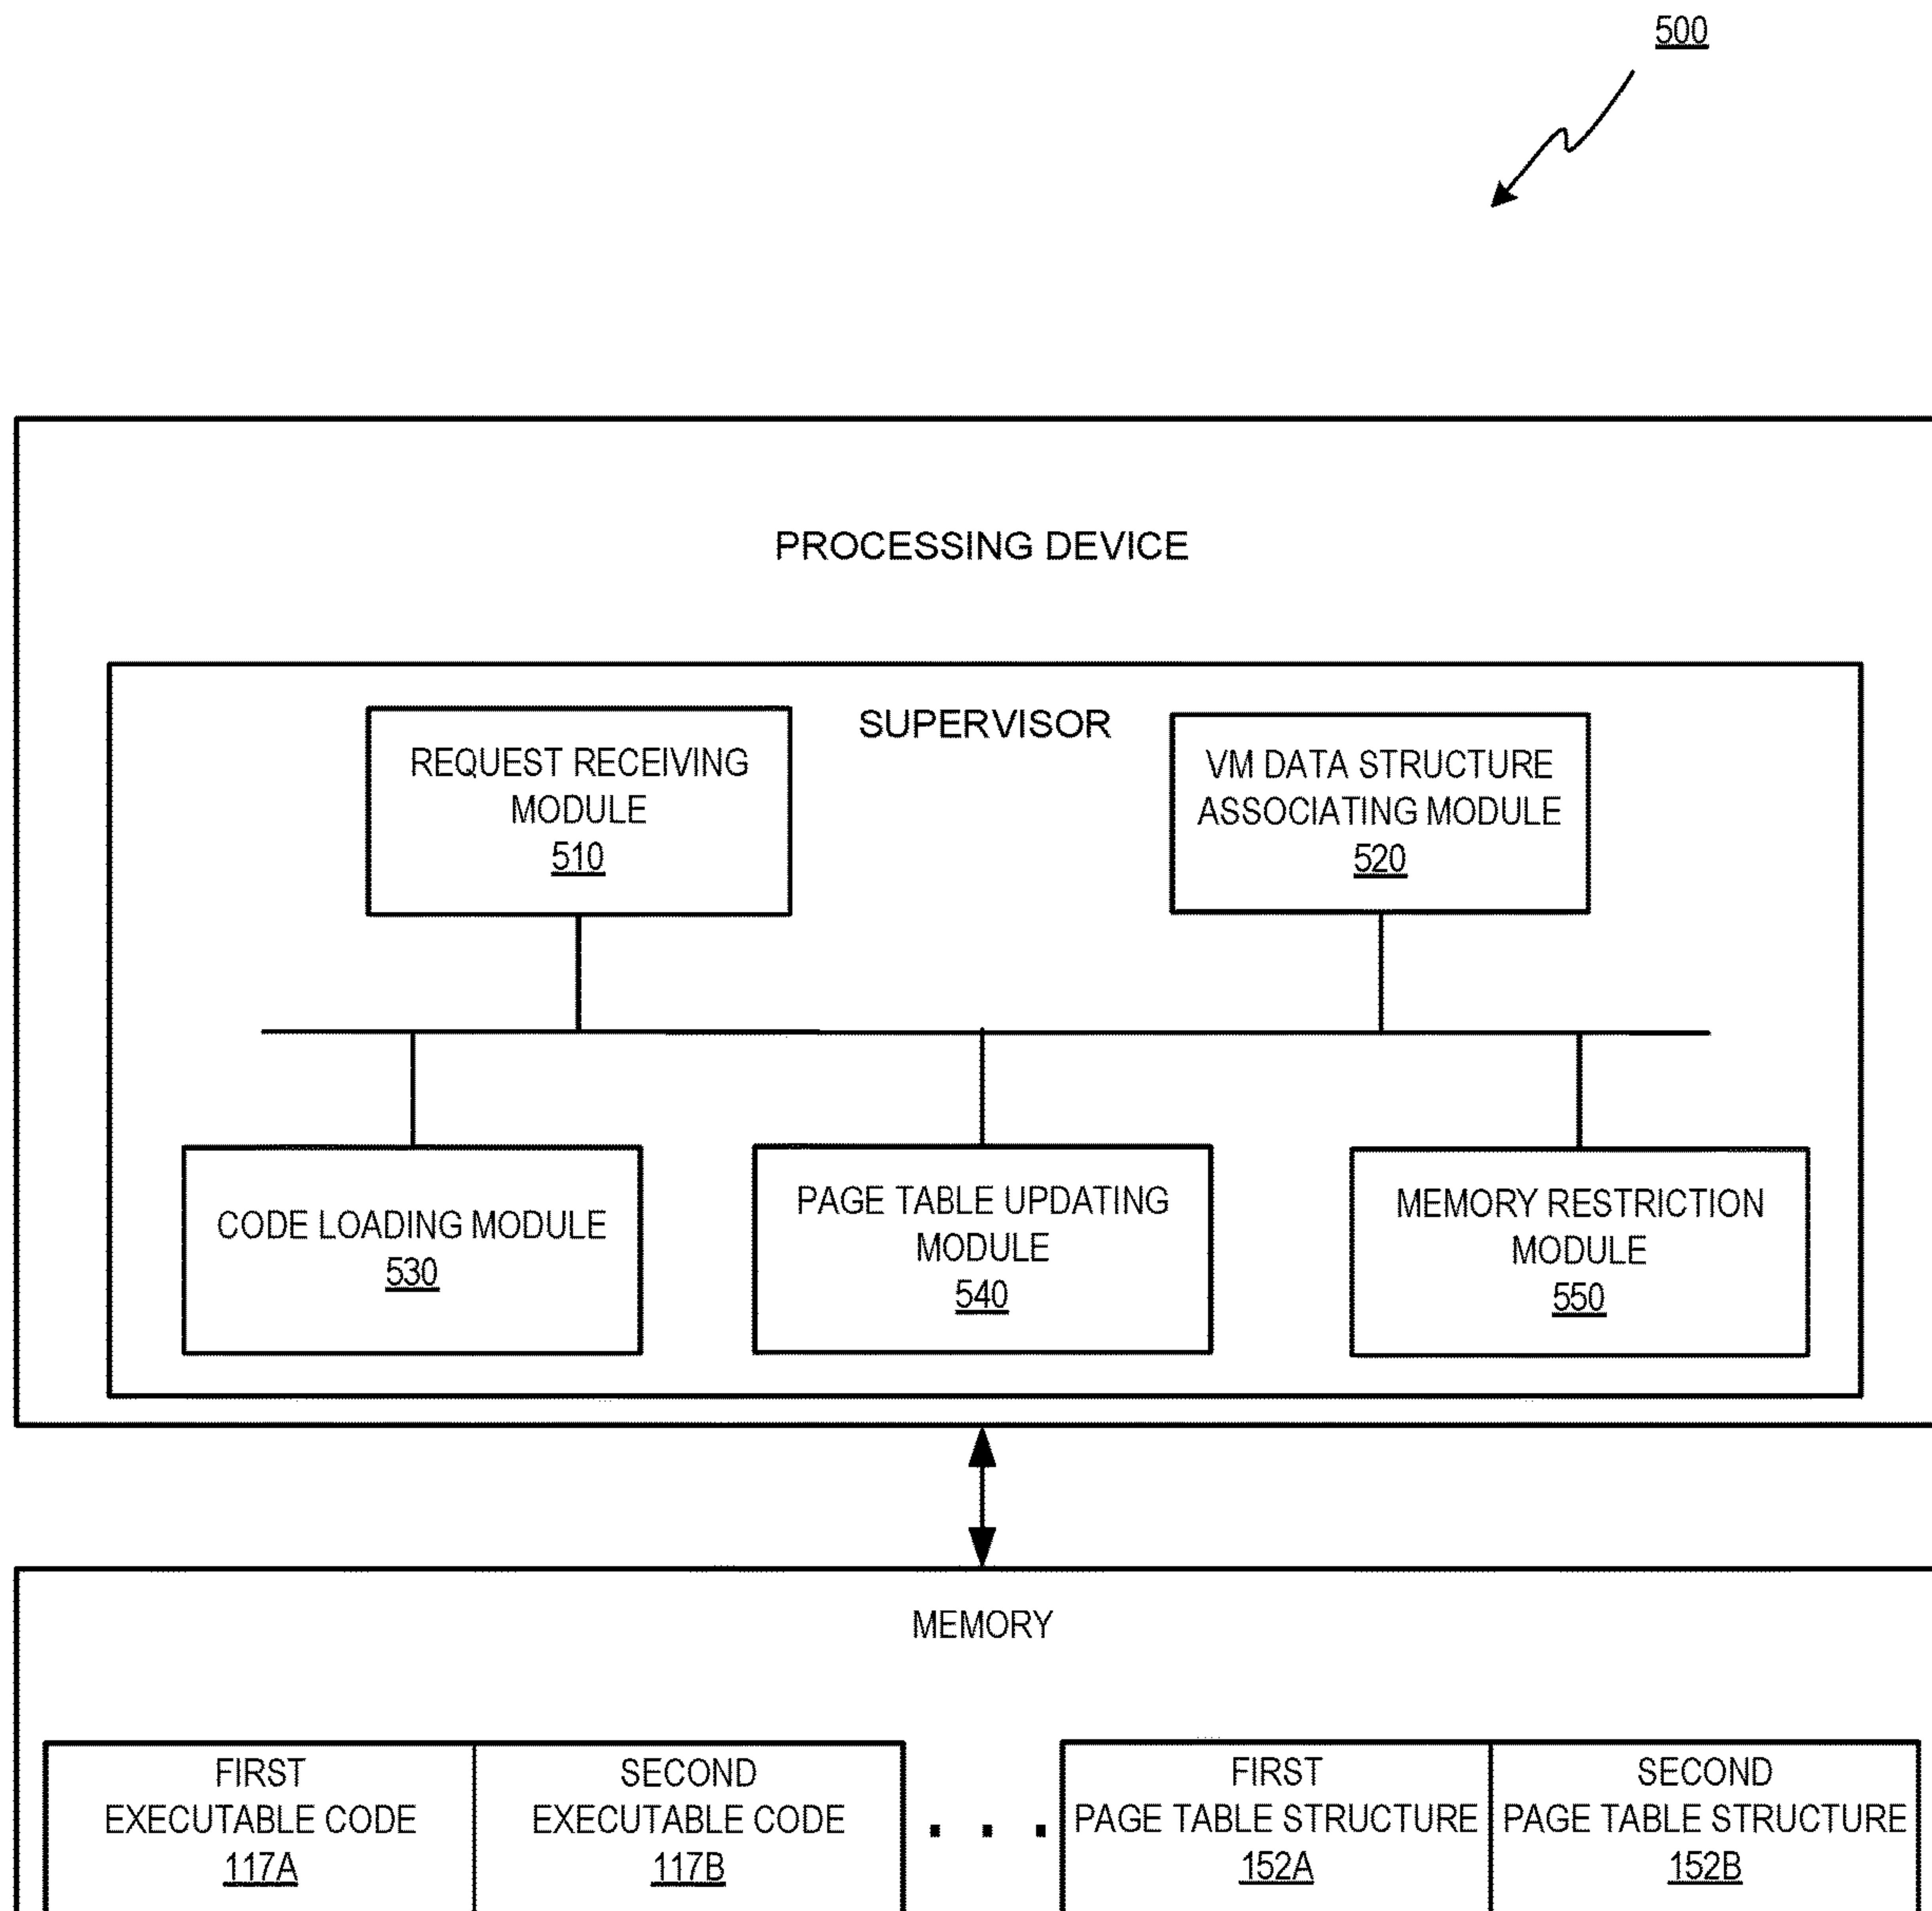 500
PROCESSING DEVICE
SUPERVISOR
REQUEST RECEIVING
MODULE
510
VM DATA STRUCTURE
ASSOCIATING MODULE
520
CODE LOADING MODULE
530
PAGE TABLE UPDATING
MODULE
540
MEMORY RESTRICTION
MODULE
550
MEMORY
FIRST
EXECUTABLE CODE
117A
SECOND
EXECUTABLE CODE
117B
. . .
FIRST
PAGE TABLE STRUCTURE
152A
SECOND
PAGE TABLE STRUCTURE
152B